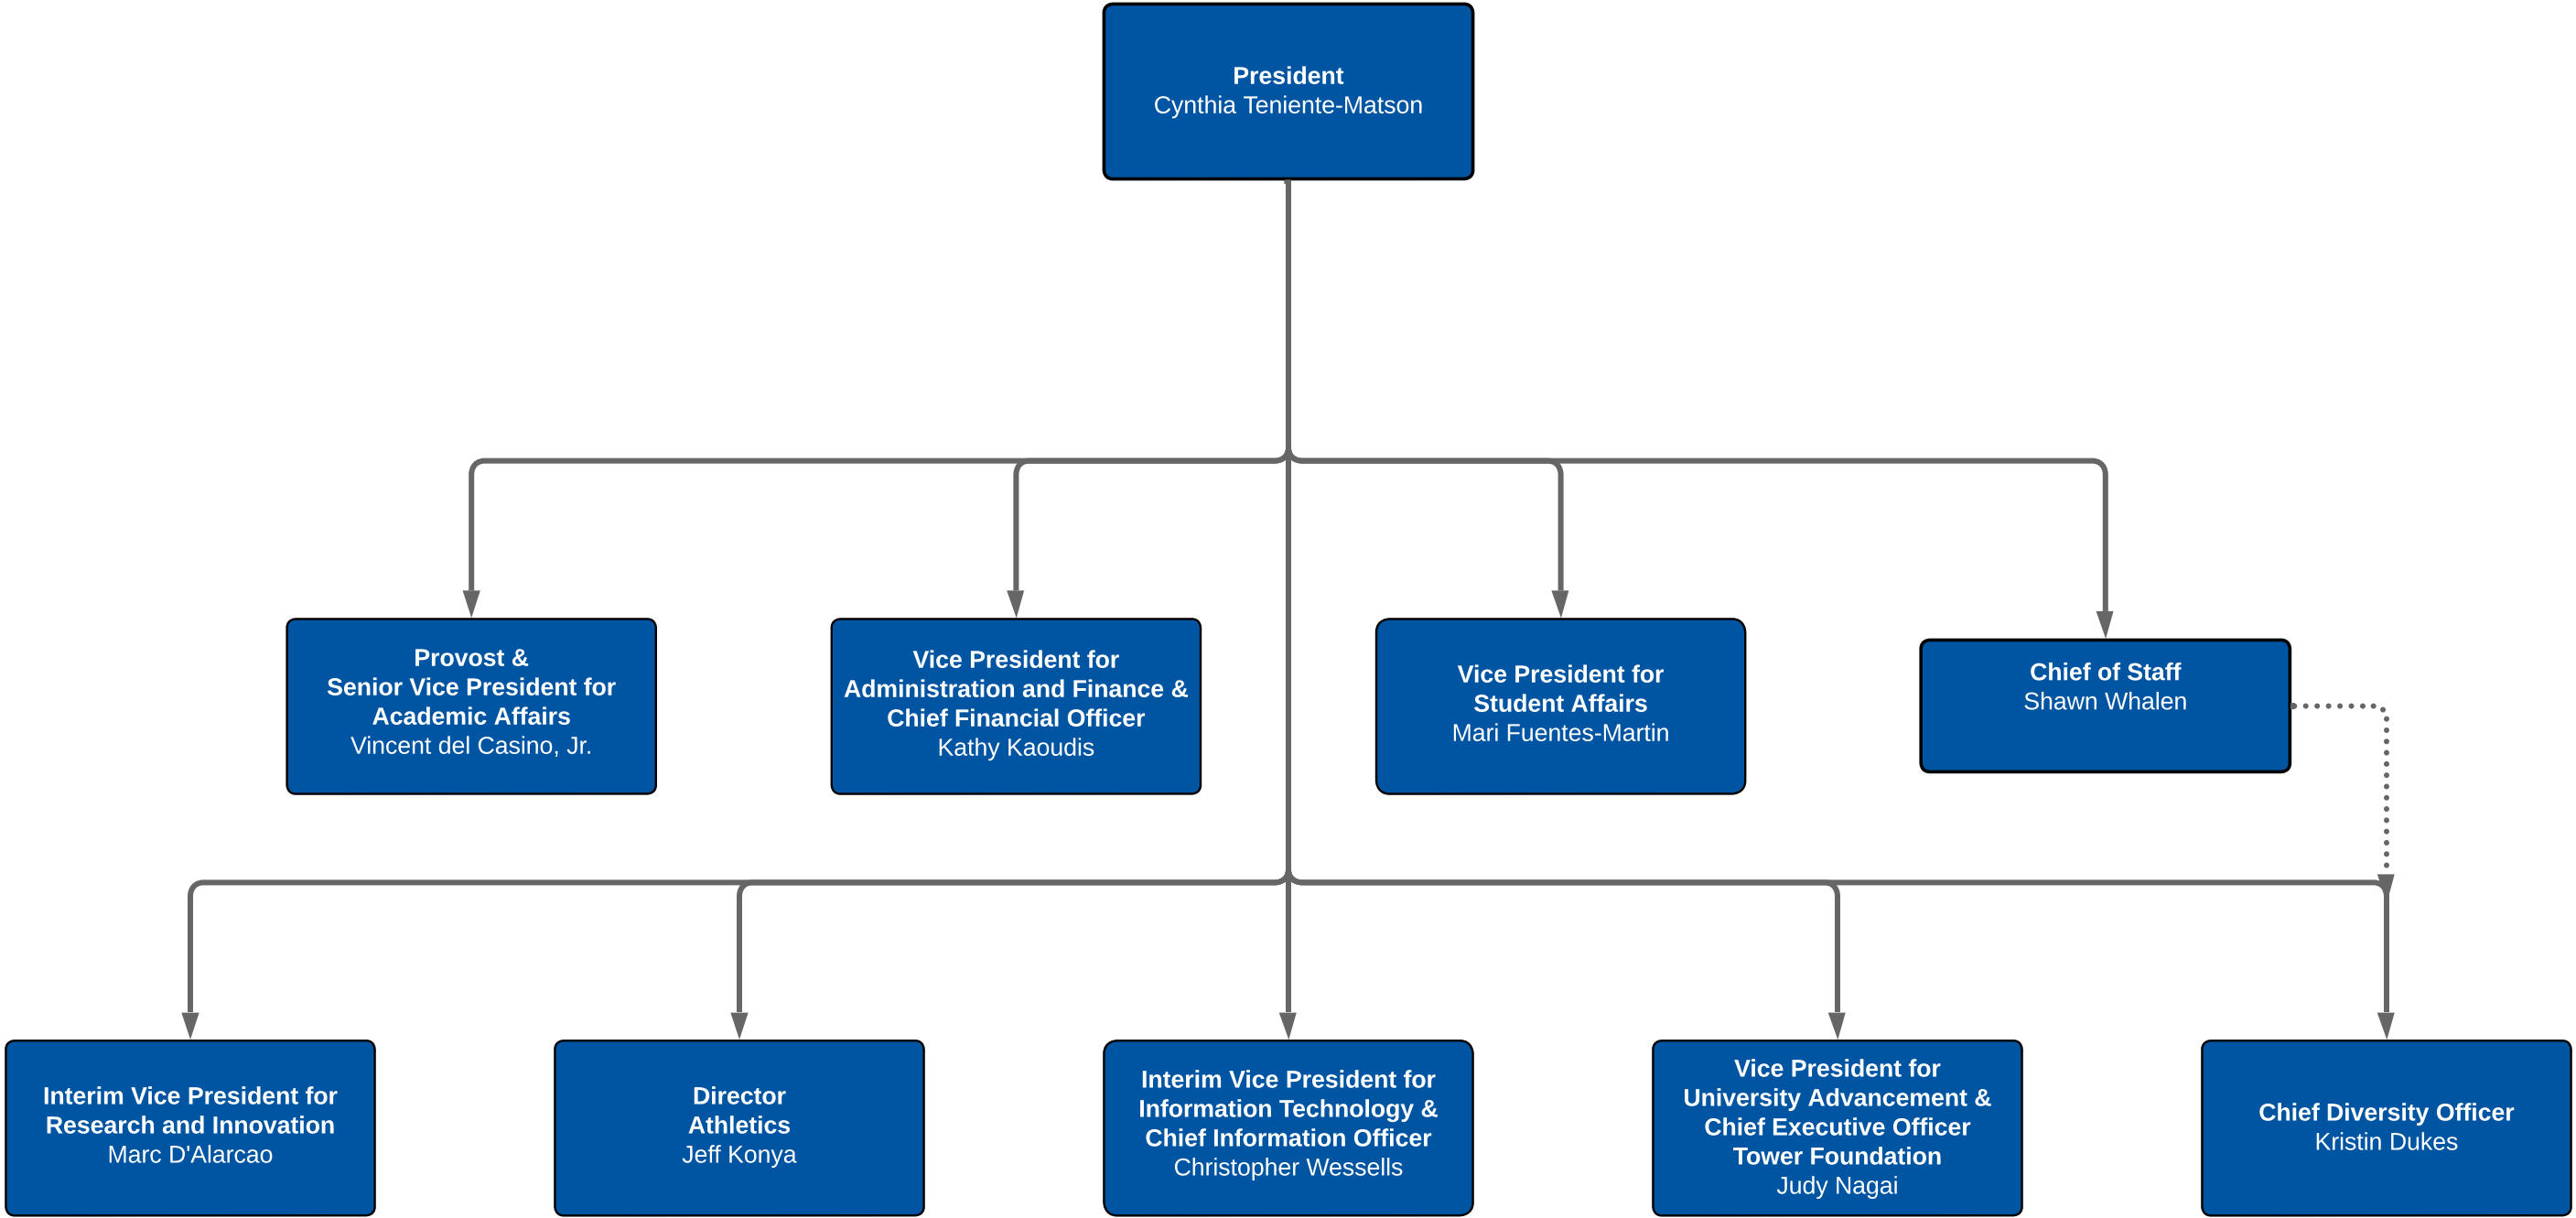 President
Cynthia Teniente-Matson
Provost &
Senior Vice President for
Academic Affairs
Vincent del Casino, Jr.
Vice President for
Administration and Finance &
Chief Financial Officer
Kathy Kaoudis
Vice President for
Student Affairs
Mari Fuentes-Martin
Chief of Staff
Shawn Whalen
Interim Vice President for
Research and Innovation
Marc D'Alarcao
Director
Athletics
Jeff Konya
Interim Vice President for
Information Technology &
Chief Information Officer
Christopher Wessells
Vice President for
University Advancement &
Chief Executive Officer
Tower Foundation
Judy Nagai
Chief Diversity Officer
Kristin Dukes